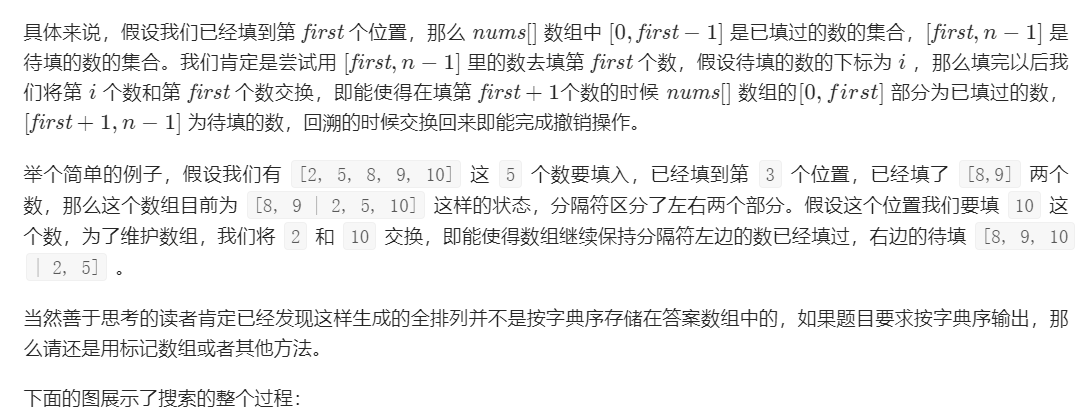 具体来说，假设我们已经填到第 first 个位置，那么 nums[] 数组中 [0, first − 1] 是已填过的数的集合，[first, n − 1] 是
待填的数的集合。我们肯定是尝试用 [first, n − 1] 里的数去填第 first 个数，假设待填的数的下标为 i ，那么填完以后我
们将第 i 个数和第 first 个数交换，即能使得在填第 first + 1个数的时候 nums[] 数组的[0, first] 部分为已填过的数，
[first + 1, n − 1] 为待填的数，回溯的时候交换回来即能完成撤销操作。
举个简单的例子，假设我们有 [2, 5, 8, 9, 10] 这 5 个数要填入，已经填到第 3 个位置，已经填了 [8,9] 两个
数，那么这个数组目前为 [8, 9 | 2, 5, 10] 这样的状态，分隔符区分了左右两个部分。假设这个位置我们要填 10 这
个数，为了维护数组，我们将 2 和 10 交换，即能使得数组继续保持分隔符左边的数已经填过，右边的待填 [8, 9, 10
| 2, 5] 。
当然善于思考的读者肯定已经发现这样生成的全排列并不是按字典序存储在答案数组中的，如果题目要求按字典序输出，那
么请还是用标记数组或者其他方法。
下面的图展示了搜索的整个过程：